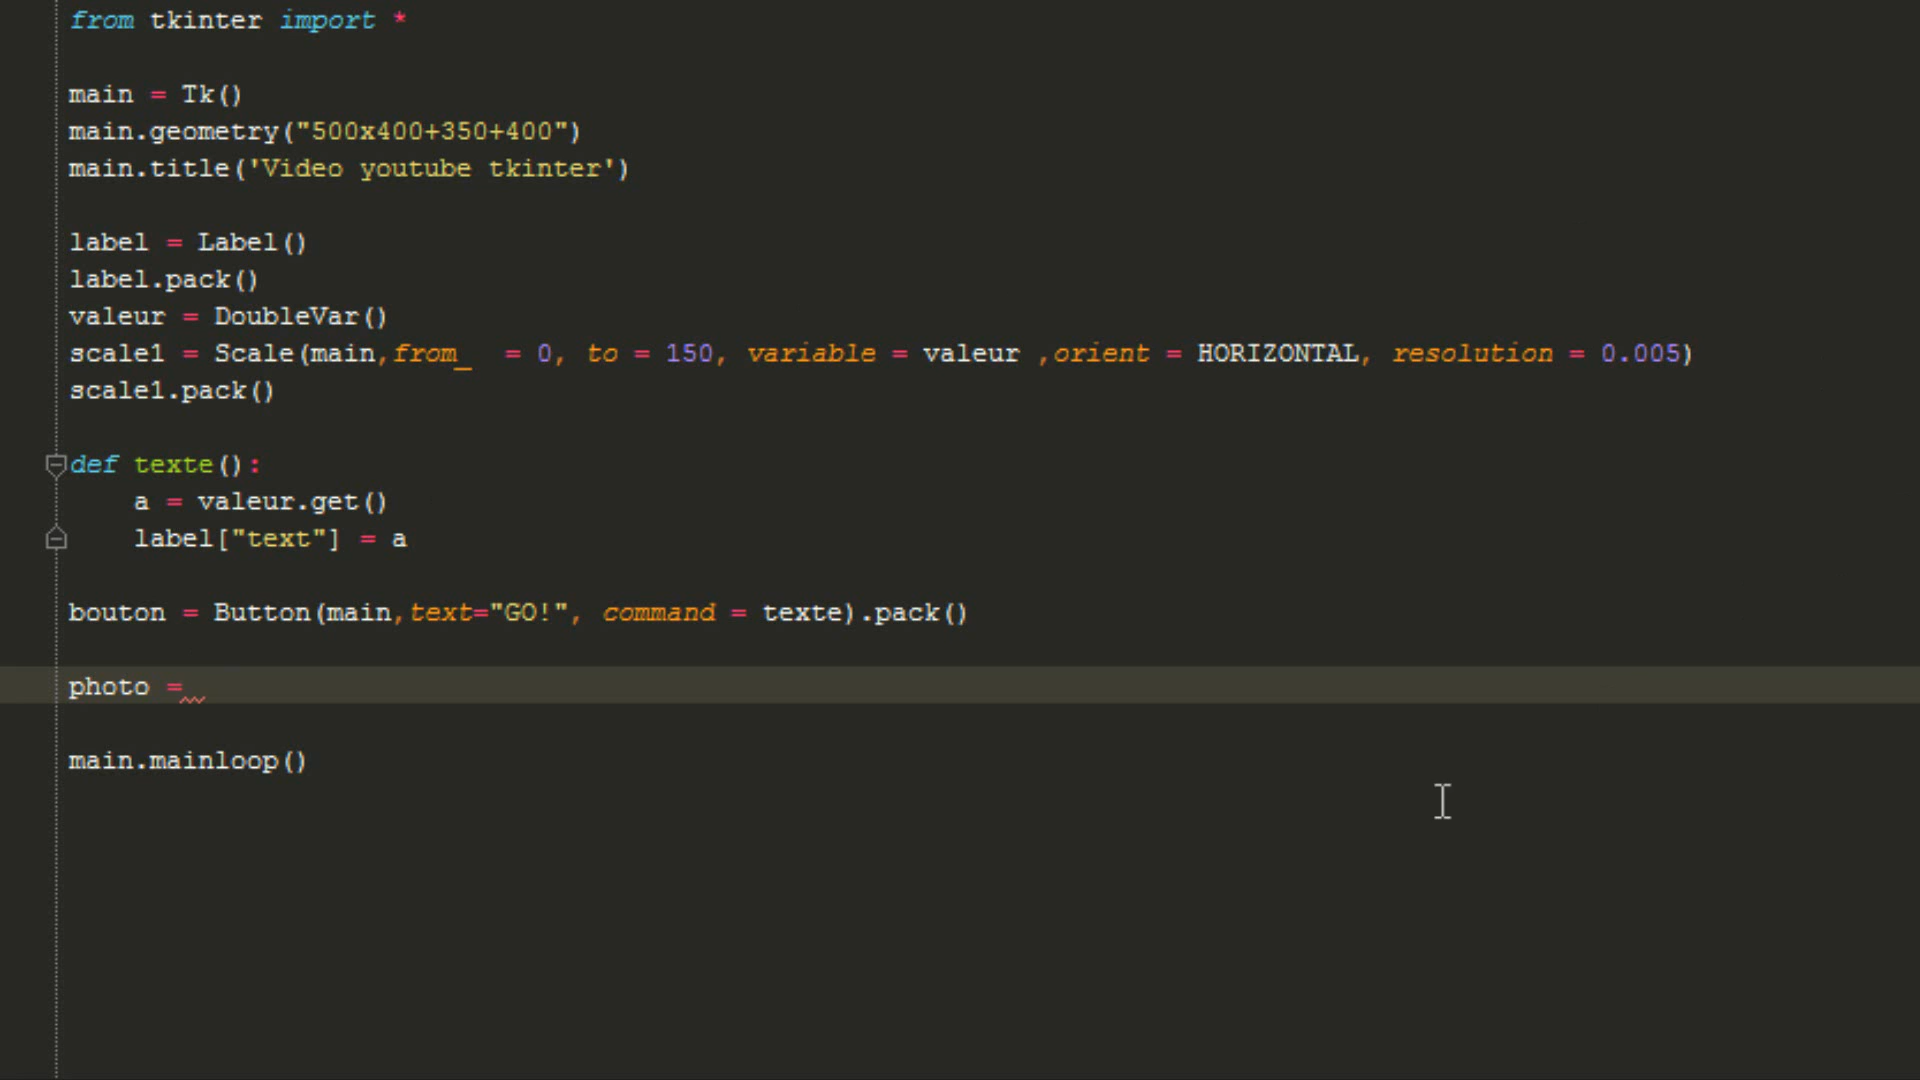 from tkinter import *
main = Tk()
main.geometry("500x400+350+400")
main.title('Video youtube tkinter')
label = Label()
label.pack()
valeur = DoubleVar()
scale1 = Scale(main,from_  = 0, to = 150, variable = valeur ,orient = HORIZONTAL, resolution = 0.005)
scale1.pack()
def texte():
    a = valeur.get()
    label["text"] = a
bouton = Button(main,text="GO!", command = texte).pack()
photo =
main.mainloop()